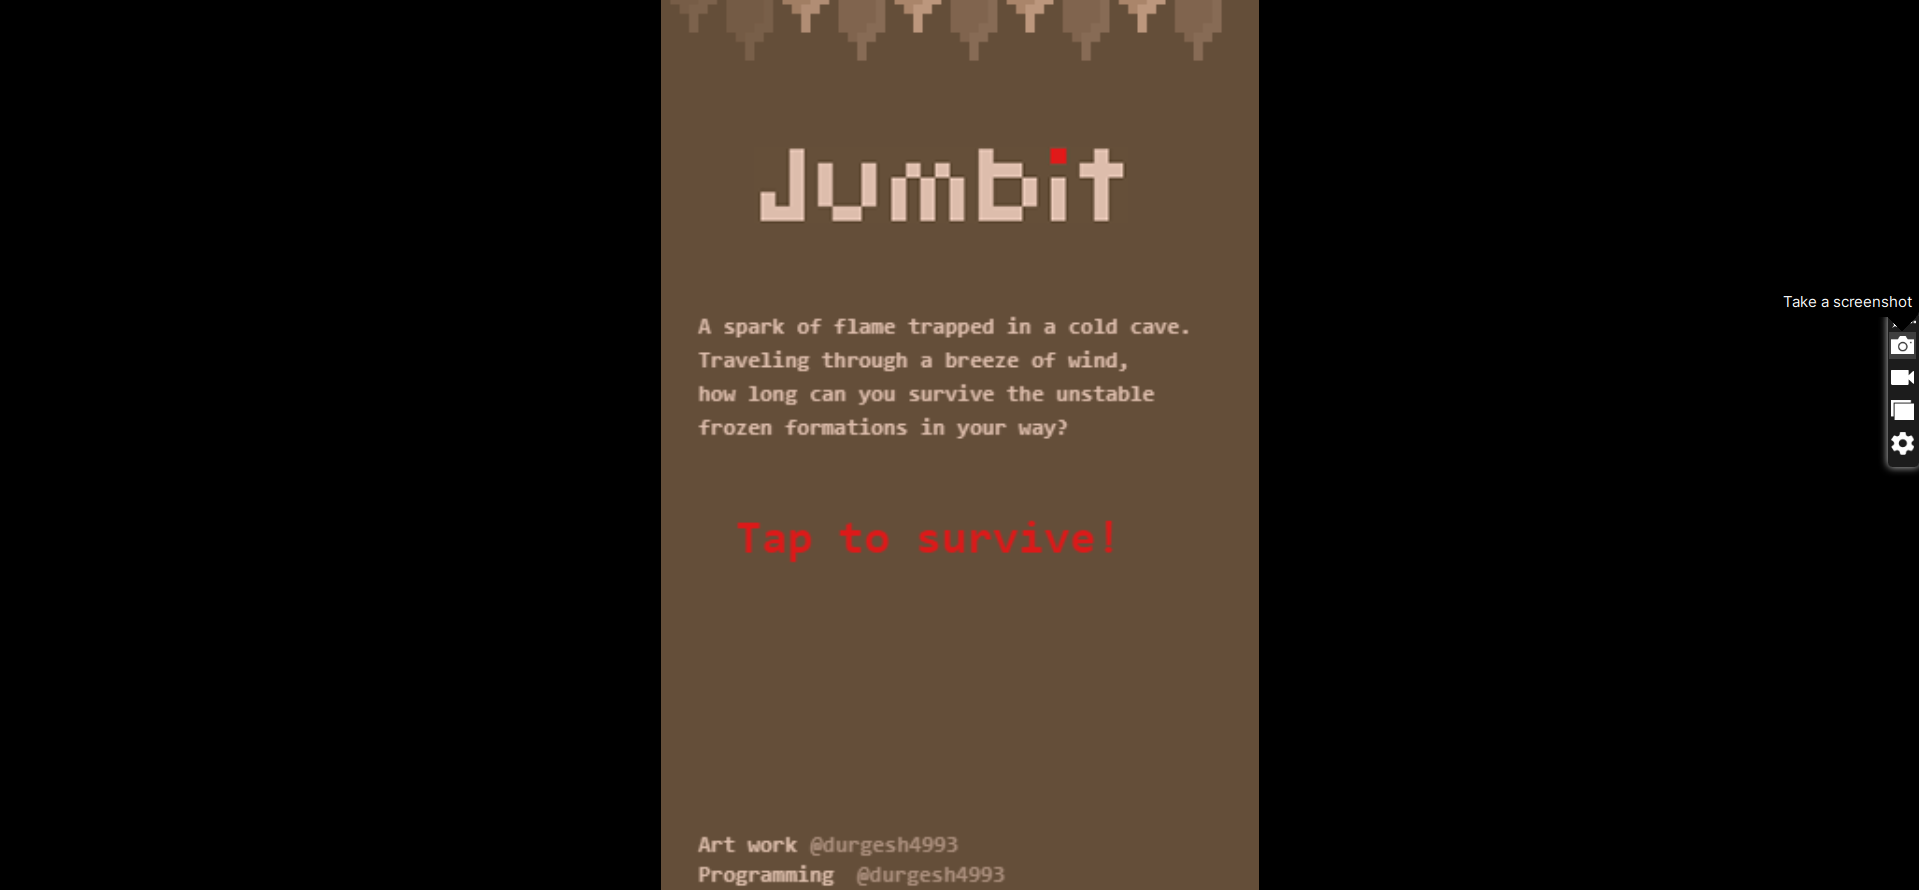 Jumbit
A spark of flame trapped in a cold cave.
Traveling through a breeze of wind,
how long can you survive the unstable
frozen formations in your way?
Tap to survive!
Art work @durgesh4993
Programming @durgesh4993
Take a screenshot